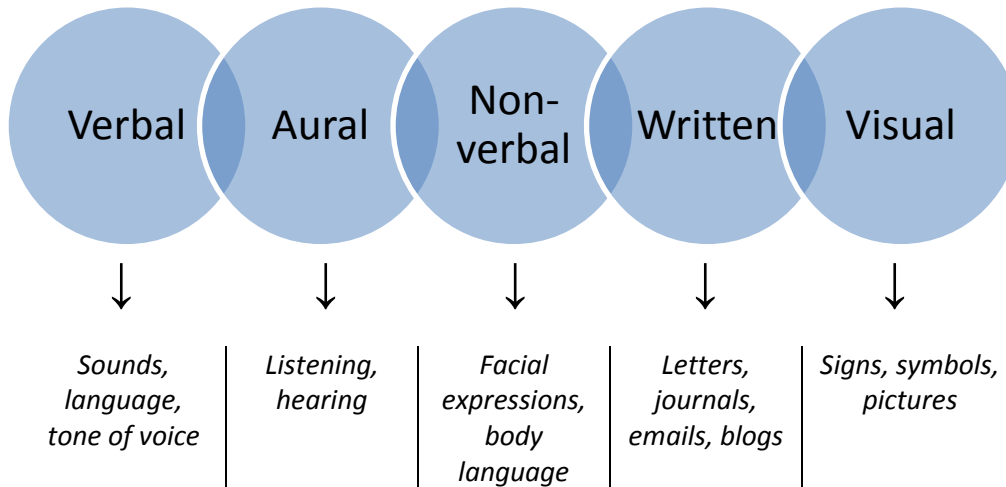 Verbal
Aural
Non-
verbal
Written
Visual
Sounds,
language,
tone of voice
Listening,
hearing
Facial
expressions,
body
language
Letters,
journals,
emails, blogs
Signs, symbols,
pictures